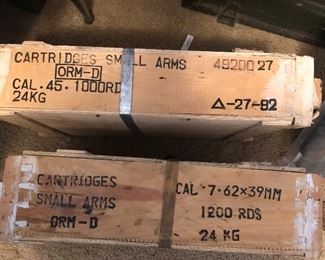 CARTRIDGES SMALL ARMS 4820027
ORM-D
CAL.45.1000RD
24KG
△-27-82
CARTRIDGES
SMALL ARMS
ORM-D
CAL·7.62×39MM
1200 RDS
24 KG